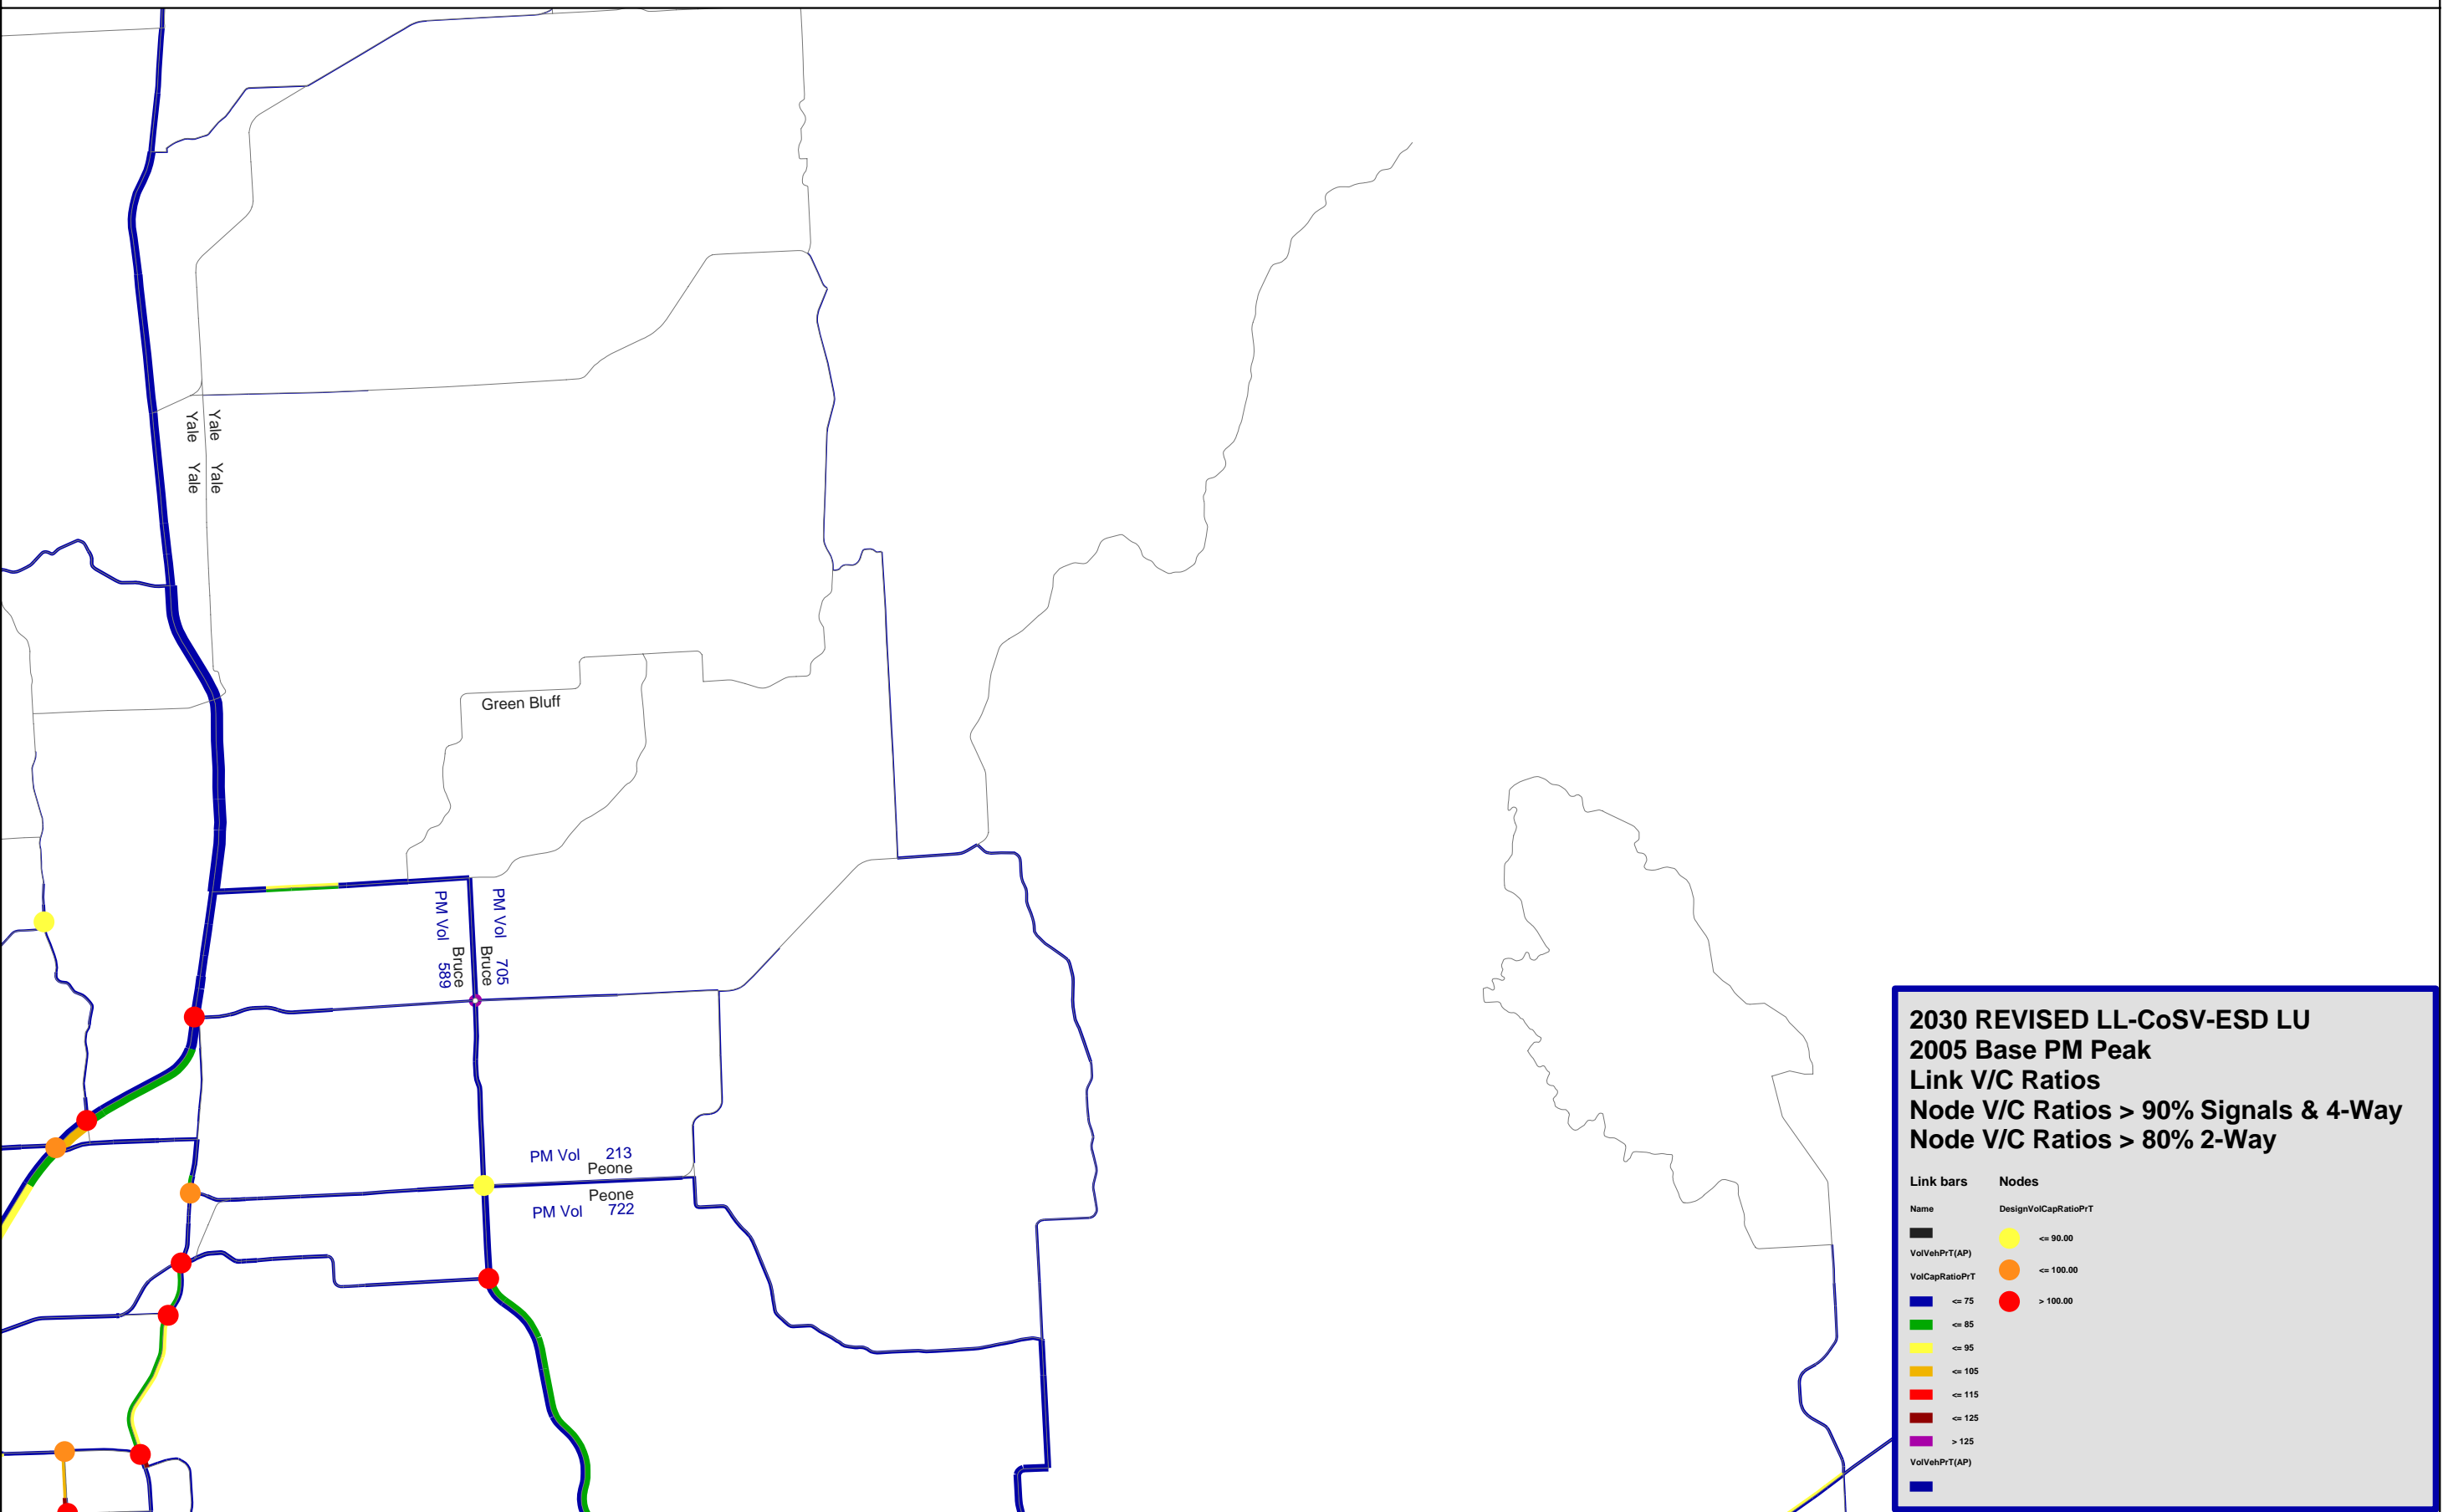 Yale
Yale
Yale
Yale
Green Bluff
PM Vol 589
Bruce
PM Vol 705
Bruce
PM Vol 213
Peone
Peone
PM Vol 722
2030 REVISED LL-CoSV-ESD LU
2005 Base PM Peak
Link V/C Ratios
Node V/C Ratios > 90% Signals & 4-Way
Node V/C Ratios > 80% 2-Way
Link bars
Name
VolVehPrT(AP)
VolCapRatioPrT
<= 75
<= 85
<= 95
<= 105
<= 115
<= 125
> 125
VolVehPrT(AP)
Nodes
DesignVolCapRatioPrT
<= 90.00
<= 100.00
> 100.00